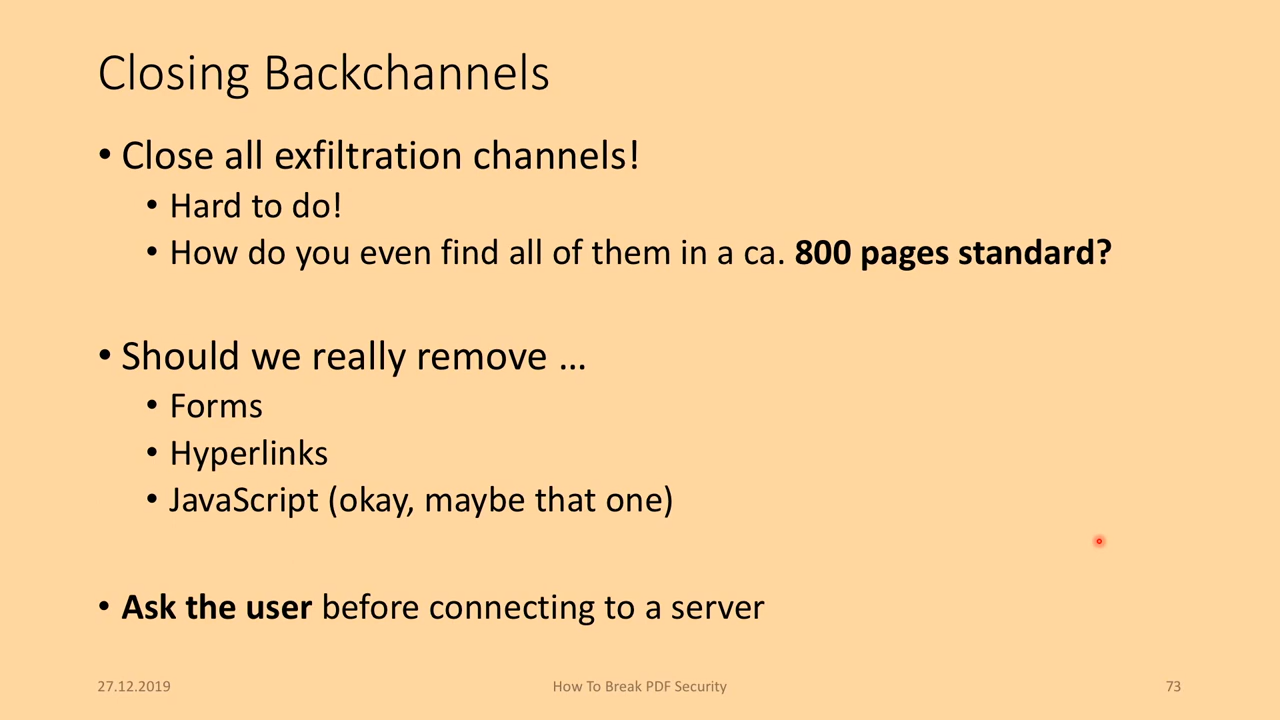 Closing Backchannels
• Close all exfiltration channels!
• Hard to do!
• How do you even find all of them in a ca. 800 pages standard?
• Should we really remove …
• Forms
• Hyperlinks
• JavaScript (okay, maybe that one)
• Ask the user before connecting to a server
27.12.2019
How To Break PDF Security
73